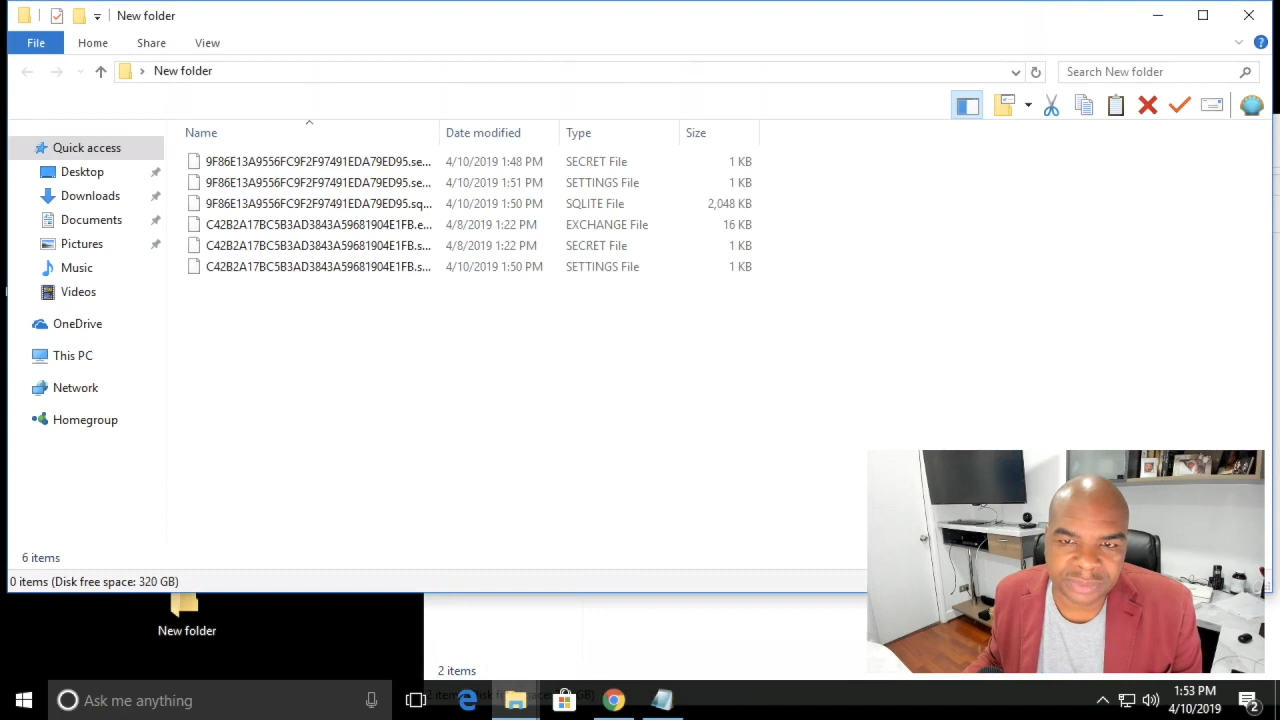 New folder
File Home Share View
New folder
Search New folder
Name Date modified Type Size
9F86E13A9556FC9F2F97491EDA79ED95.se... 4/10/2019 1:48 PM SECRET File 1 KB
9F86E13A9556FC9F2F97491EDA79ED95.se... 4/10/2019 1:51 PM SETTINGS File 1 KB
9F86E13A9556FC9F2F97491EDA79ED95.sq... 4/10/2019 1:50 PM SQLITE File 2,048 KB
C42B2A17BC5B3AD3843A59681904E1FB.e... 4/8/2019 1:22 PM EXCHANGE File 16 KB
C42B2A17BC5B3AD3843A59681904E1FB.s... 4/8/2019 1:22 PM SECRET File 1 KB
C42B2A17BC5B3AD3843A59681904E1FB.s... 4/10/2019 1:50 PM SETTINGS File 1 KB
Quick access
Desktop
Downloads
Documents
Pictures
Music
Videos
OneDrive
This PC
Network
Homegroup
6 items
0 items (Disk free space: 320 GB)
New folder
2 items
Ask me anything
1:53 PM
4/10/2019
2